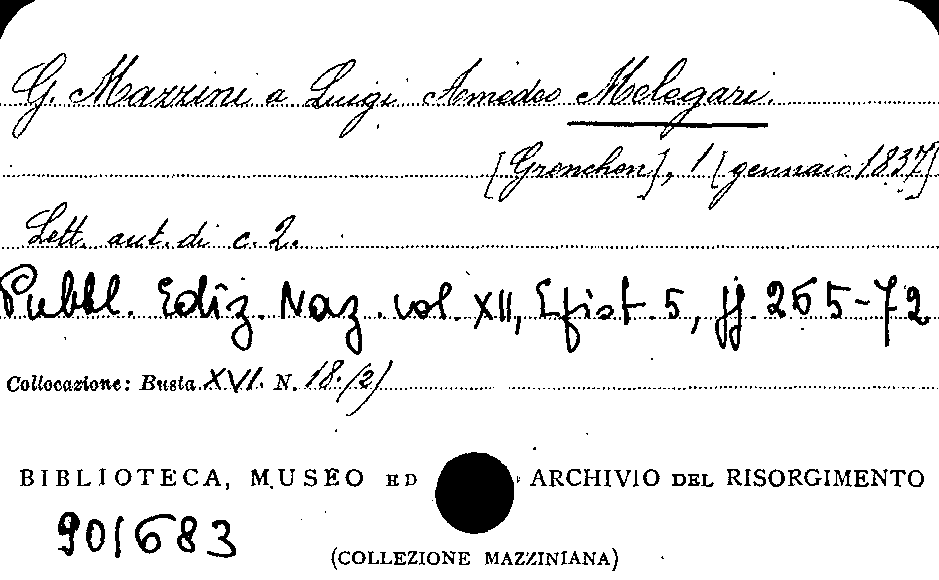 G. Mazzini a Luigi Amedeo Melegari.
[Grenchen], 1 [gennaio 1837]
Lett. aut. di c. 2.
Pubbl. Ediz. Naz. vol. XII, Epist. 5, pp. 265-72
Collocazione: Busta XVI. N. 18.(2)
BIBLIOTECA, MUSEO ED ARCHIVIO DEL RISORGIMENTO
901683
(COLLEZIONE MAZZINIANA)